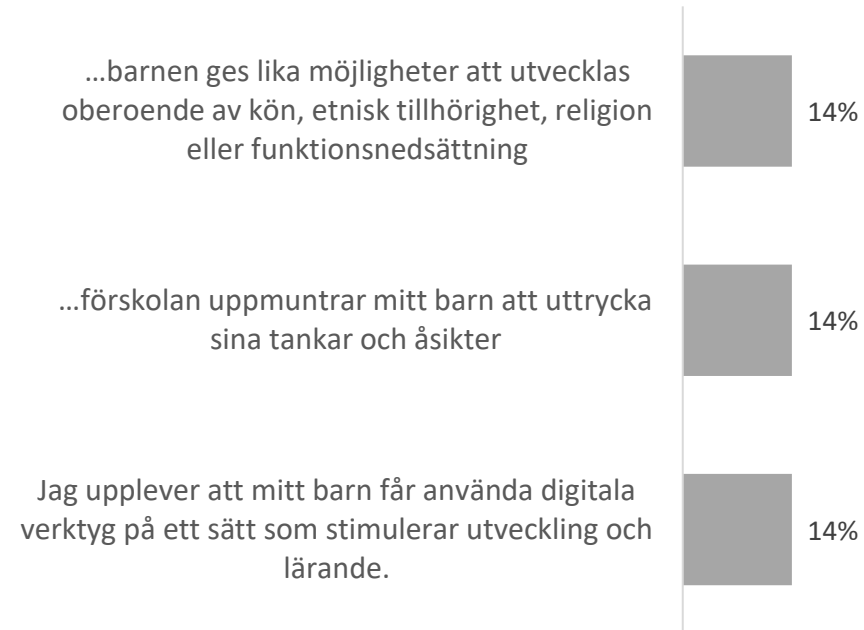 …barnen ges lika möjligheter att utvecklas
oberoende av kön, etnisk tillhörighet, religion
eller funktionsnedsättning
14%
…förskolan uppmuntrar mitt barn att uttrycka
sina tankar och åsikter
14%
Jag upplever att mitt barn får använda digitala
verktyg på ett sätt som stimulerar utveckling och
lärande.
14%